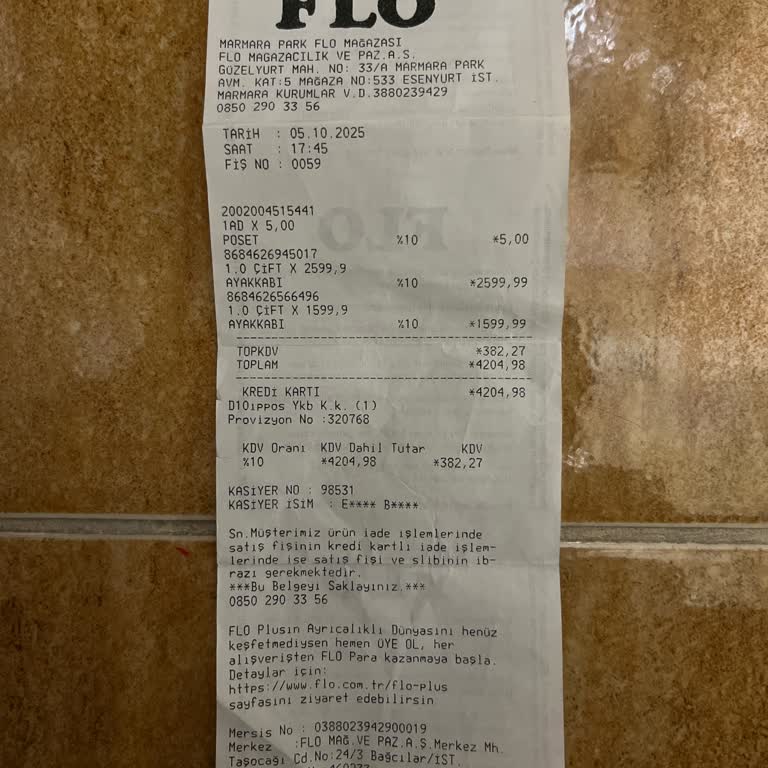 FLO
MARMARA PARK FLO MAĞAZASI
FLO MAGAZACILIK VE PAZ.A.S.
GÜZELYURT MAH. NO: 33/A MARMARA PARK
AVM. KAT:5 MAĞAZA NO:533 ESENYURT İST.
MARMARA KURUMLAR V.D.3880239429
0850 290 33 56
TARİH : 05.10.2025
SAAT : 17:45
FİŞ NO : 0059
2002004515441
1AD X 5,00
POSET %10 *5,00
8684626945017
1.0 ÇİFT X 2599,9
AYAKKABI %10 *2599,99
8684626566496
1.0 ÇİFT X 1599,9
AYAKKABI %10 *1599,99
TOPKDV *382,27
TOPLAM *4204,98
KREDİ KARTI *4204,98
D10ıppos Ykb K.k. (1)
Provizyon No :320768
KDV Oranı KDV Dahil Tutar KDV
%10 *4204,98 *382,27
KASİYER NO : 98531
KASİYER İSİM : E**** B****
Sn.Müşterimiz ürün iade işlemlerinde
satış fişinin kredi kartlı iade işlem-
lerinde ise satış fişi ve slibinin ib-
razı gerekmektedir.
***Bu Belgeyi Saklayınız.***
0850 290 33 56
FLO Plusın Ayrıcalıklı Dünyasını henüz
keşfetmediysen hemen ÜYE OL, her
alışverişten FLO Para kazanmaya başla.
Detaylar için:
https://www.flo.com.tr/flo-plus
sayfasını ziyaret edebilirsin
Mersis No : 0388023942900019
Merkez :FLO MAĞ.VE PAZ.A.Ş.Merkez Mh.
Taşocağı Cd.No:24/3 Bağcılar/İST.